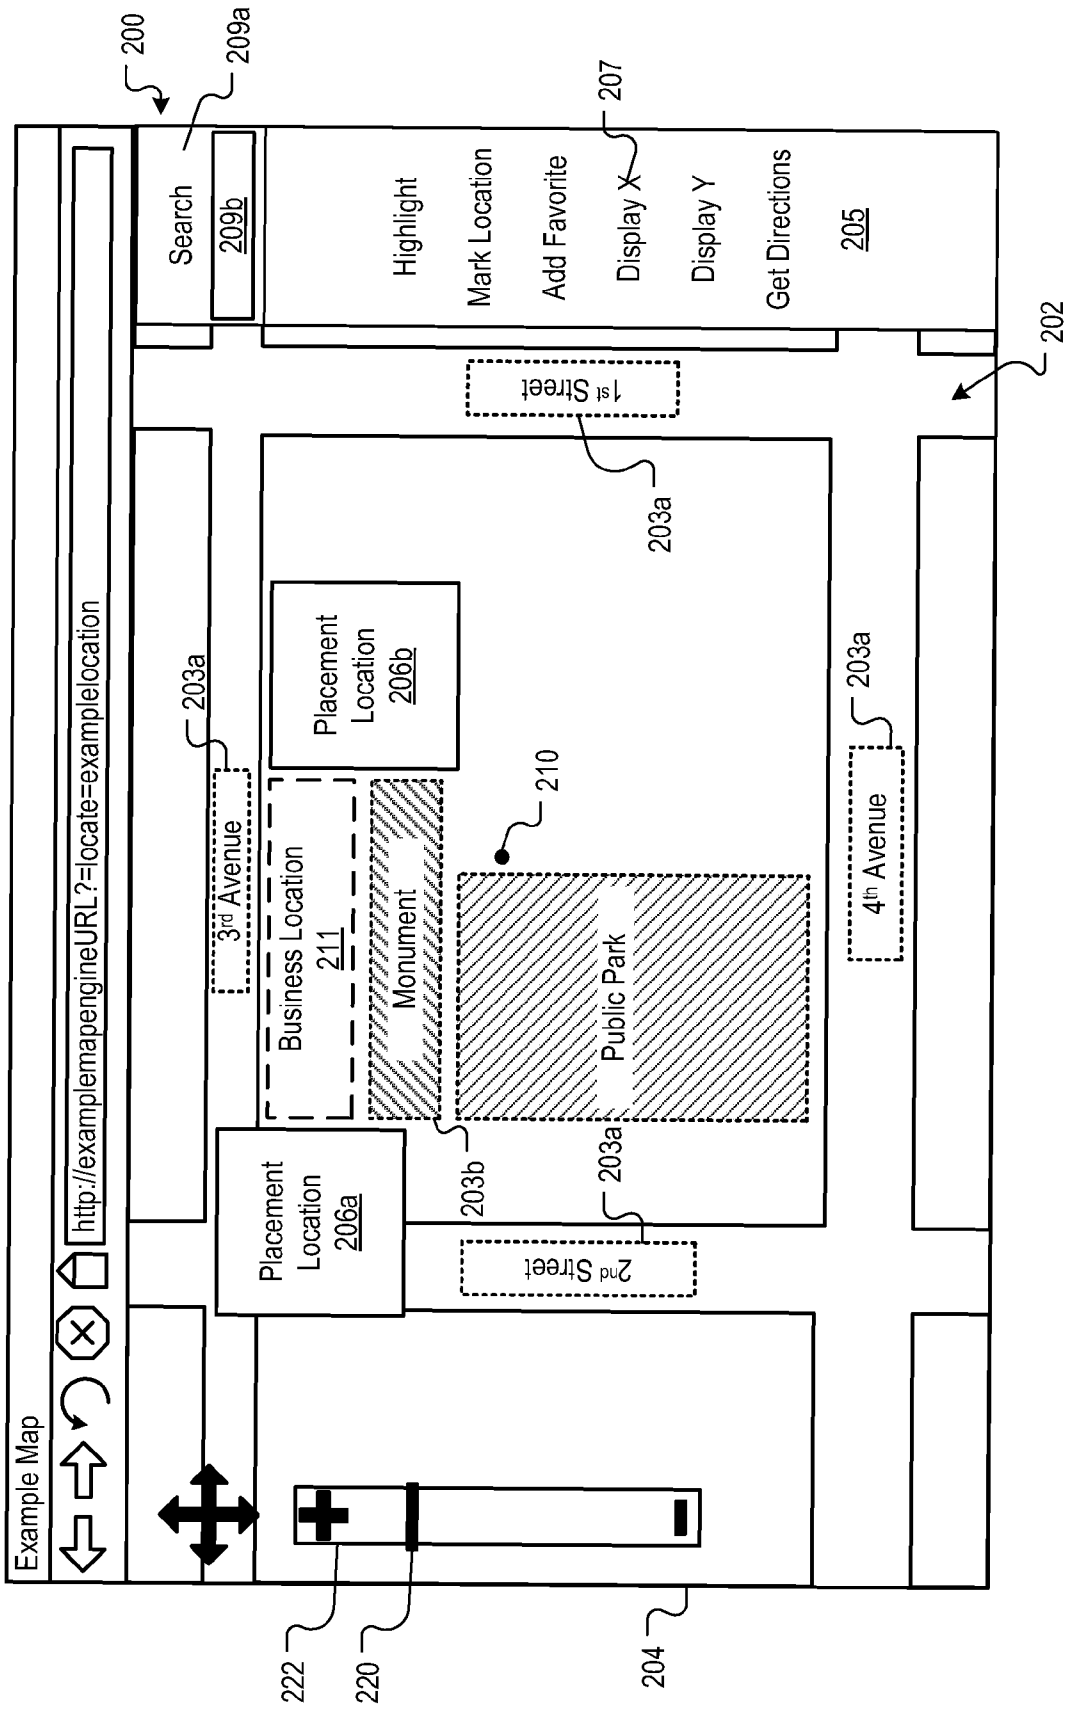 Example Map
http://examplemapengineURL?=locate=examplelocation
200
209a
Search
209b
Highlight
Mark Location
Add Favorite
Display X
207
Display Y
Get Directions
205
202
3rd Avenue
203a
Placement
Location
206a
Business Location
211
Placement
Location
206b
Monument
203b
210
Public Park
2nd Street
203a
1st Street
203a
4th Avenue
203a
222
220
204